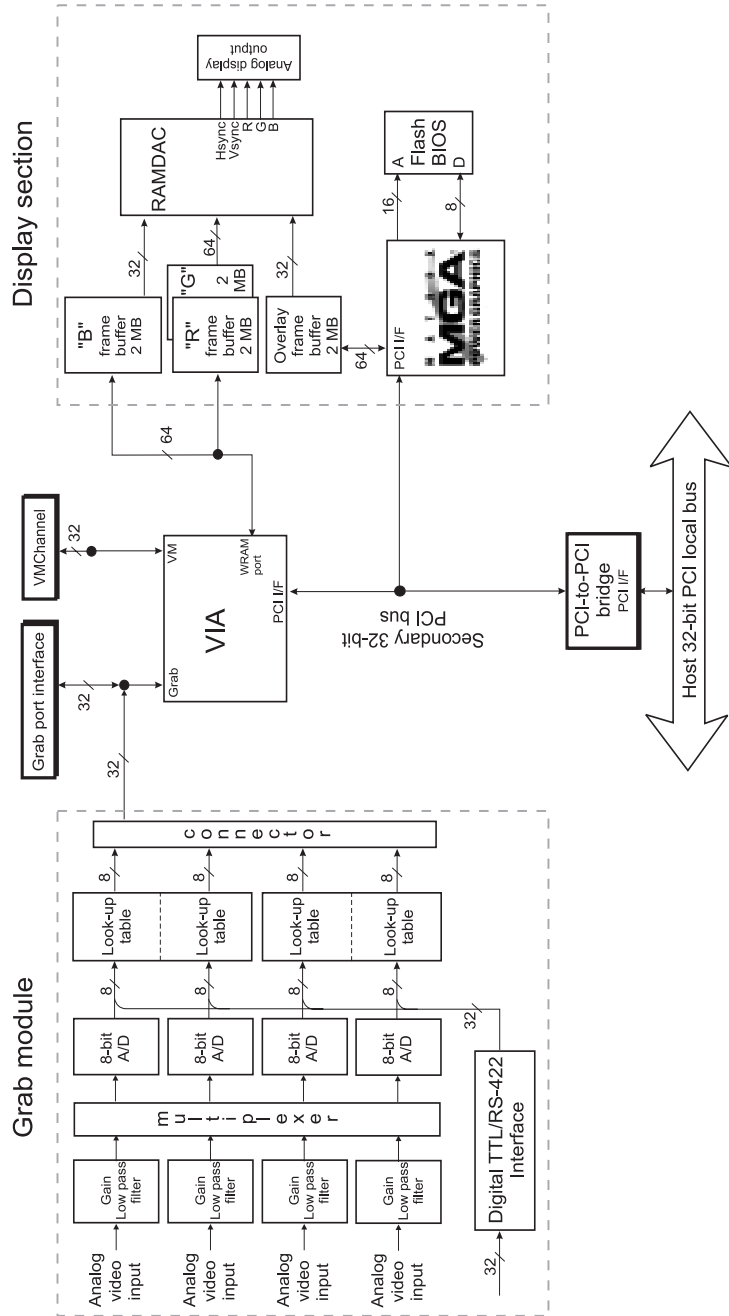 Grab module
Analog
video
input
Analog
video
input
Analog
video
input
Analog
video
input
Gain
Low pass
filter
Gain
Low pass
filter
Gain
Low pass
filter
Gain
Low pass
filter
multiplexer
8-bit
A/D
8-bit
A/D
8-bit
A/D
8-bit
A/D
8
8
8
8
Look-up
table
Look-up
table
Look-up
table
Look-up
table
8
8
8
8
connector
32
Digital TTL/RS-422
Interface
32
32
Grab port interface
32
VMChannel
32
Grab
VM
VIA
WRAM
port
PCI I/F
64
Secondary 32-bit
PCI bus
PCI-to-PCI
bridge
PCI I/F
Host 32-bit PCI local bus
Display section
"B"
frame
buffer
2 MB
"G"
2
MB
"R"
frame
buffer
2 MB
Overlay
frame
buffer
2 MB
32
64
32
64
RAMDAC
Hsync
Vsync
R
G
B
Analog display
output
PCI I/F
MGA
POWER GRAPHICS
16
8
A
Flash
BIOS
D